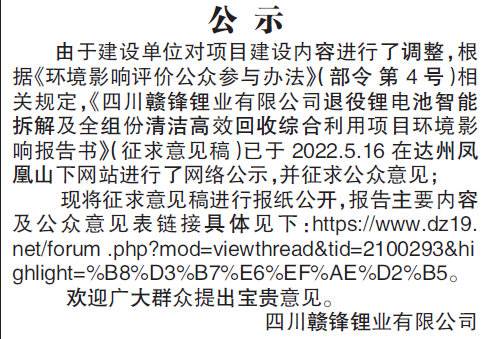 公示
由于建设单位对项目建设内容进行了调整,根
据《环境影响评价公众参与办法》(部令第4号)相
关规定,《四川赣锋锂业有限公司退役锂电池智能
拆解及全组份清洁高效回收综合利用项目环境影
响报告书》(征求意见稿)已于2022.5.16在达州凤
凰山下网站进行了网络公示,并征求公众意见;
现将征求意见稿进行报纸公开,报告主要内容
及公众意见表链接具体见下:https://www.dz19.
net/forum .php?mod=viewthread&tid=2100293&hi
ghlight=%B8%D3%B7%E6%EF%AE%D2%B5。
欢迎广大群众提出宝贵意见。
四川赣锋锂业有限公司